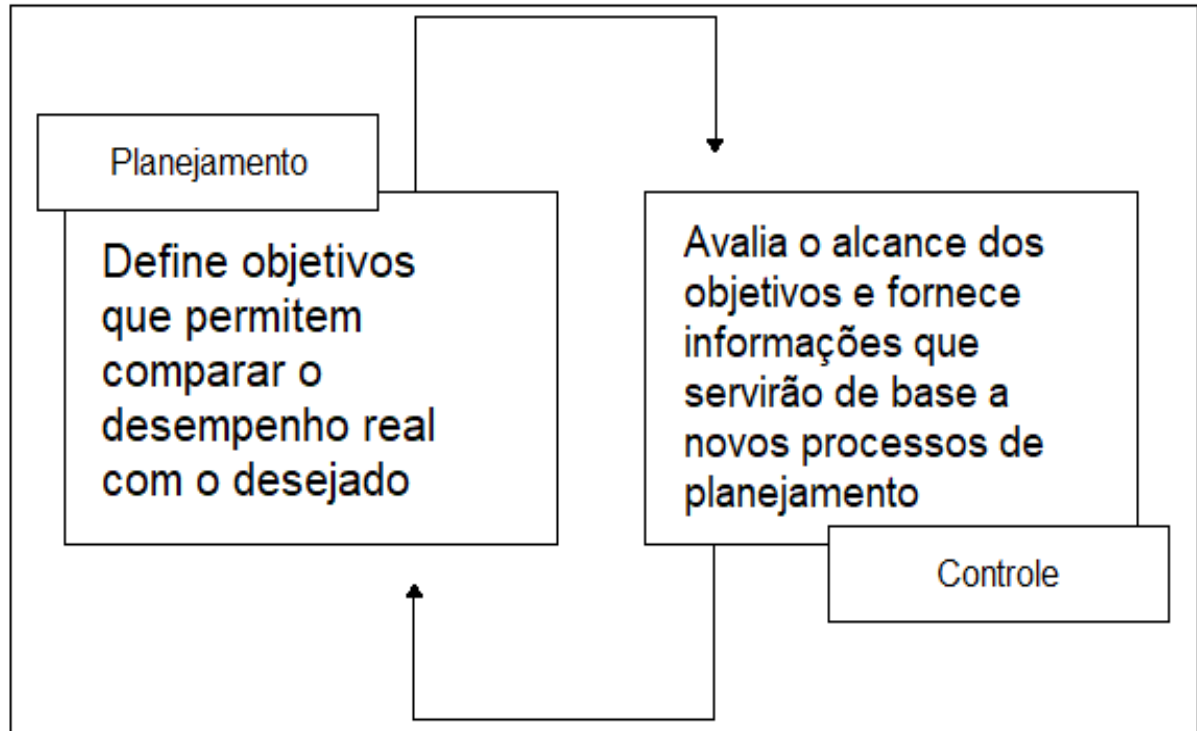 Planejamento
Define objetivos
que permitem
comparar o
desempenho real
com o desejado
Avalia o alcance dos
objetivos e fornece
informações que
servirão de base a
novos processos de
planejamento
Controle